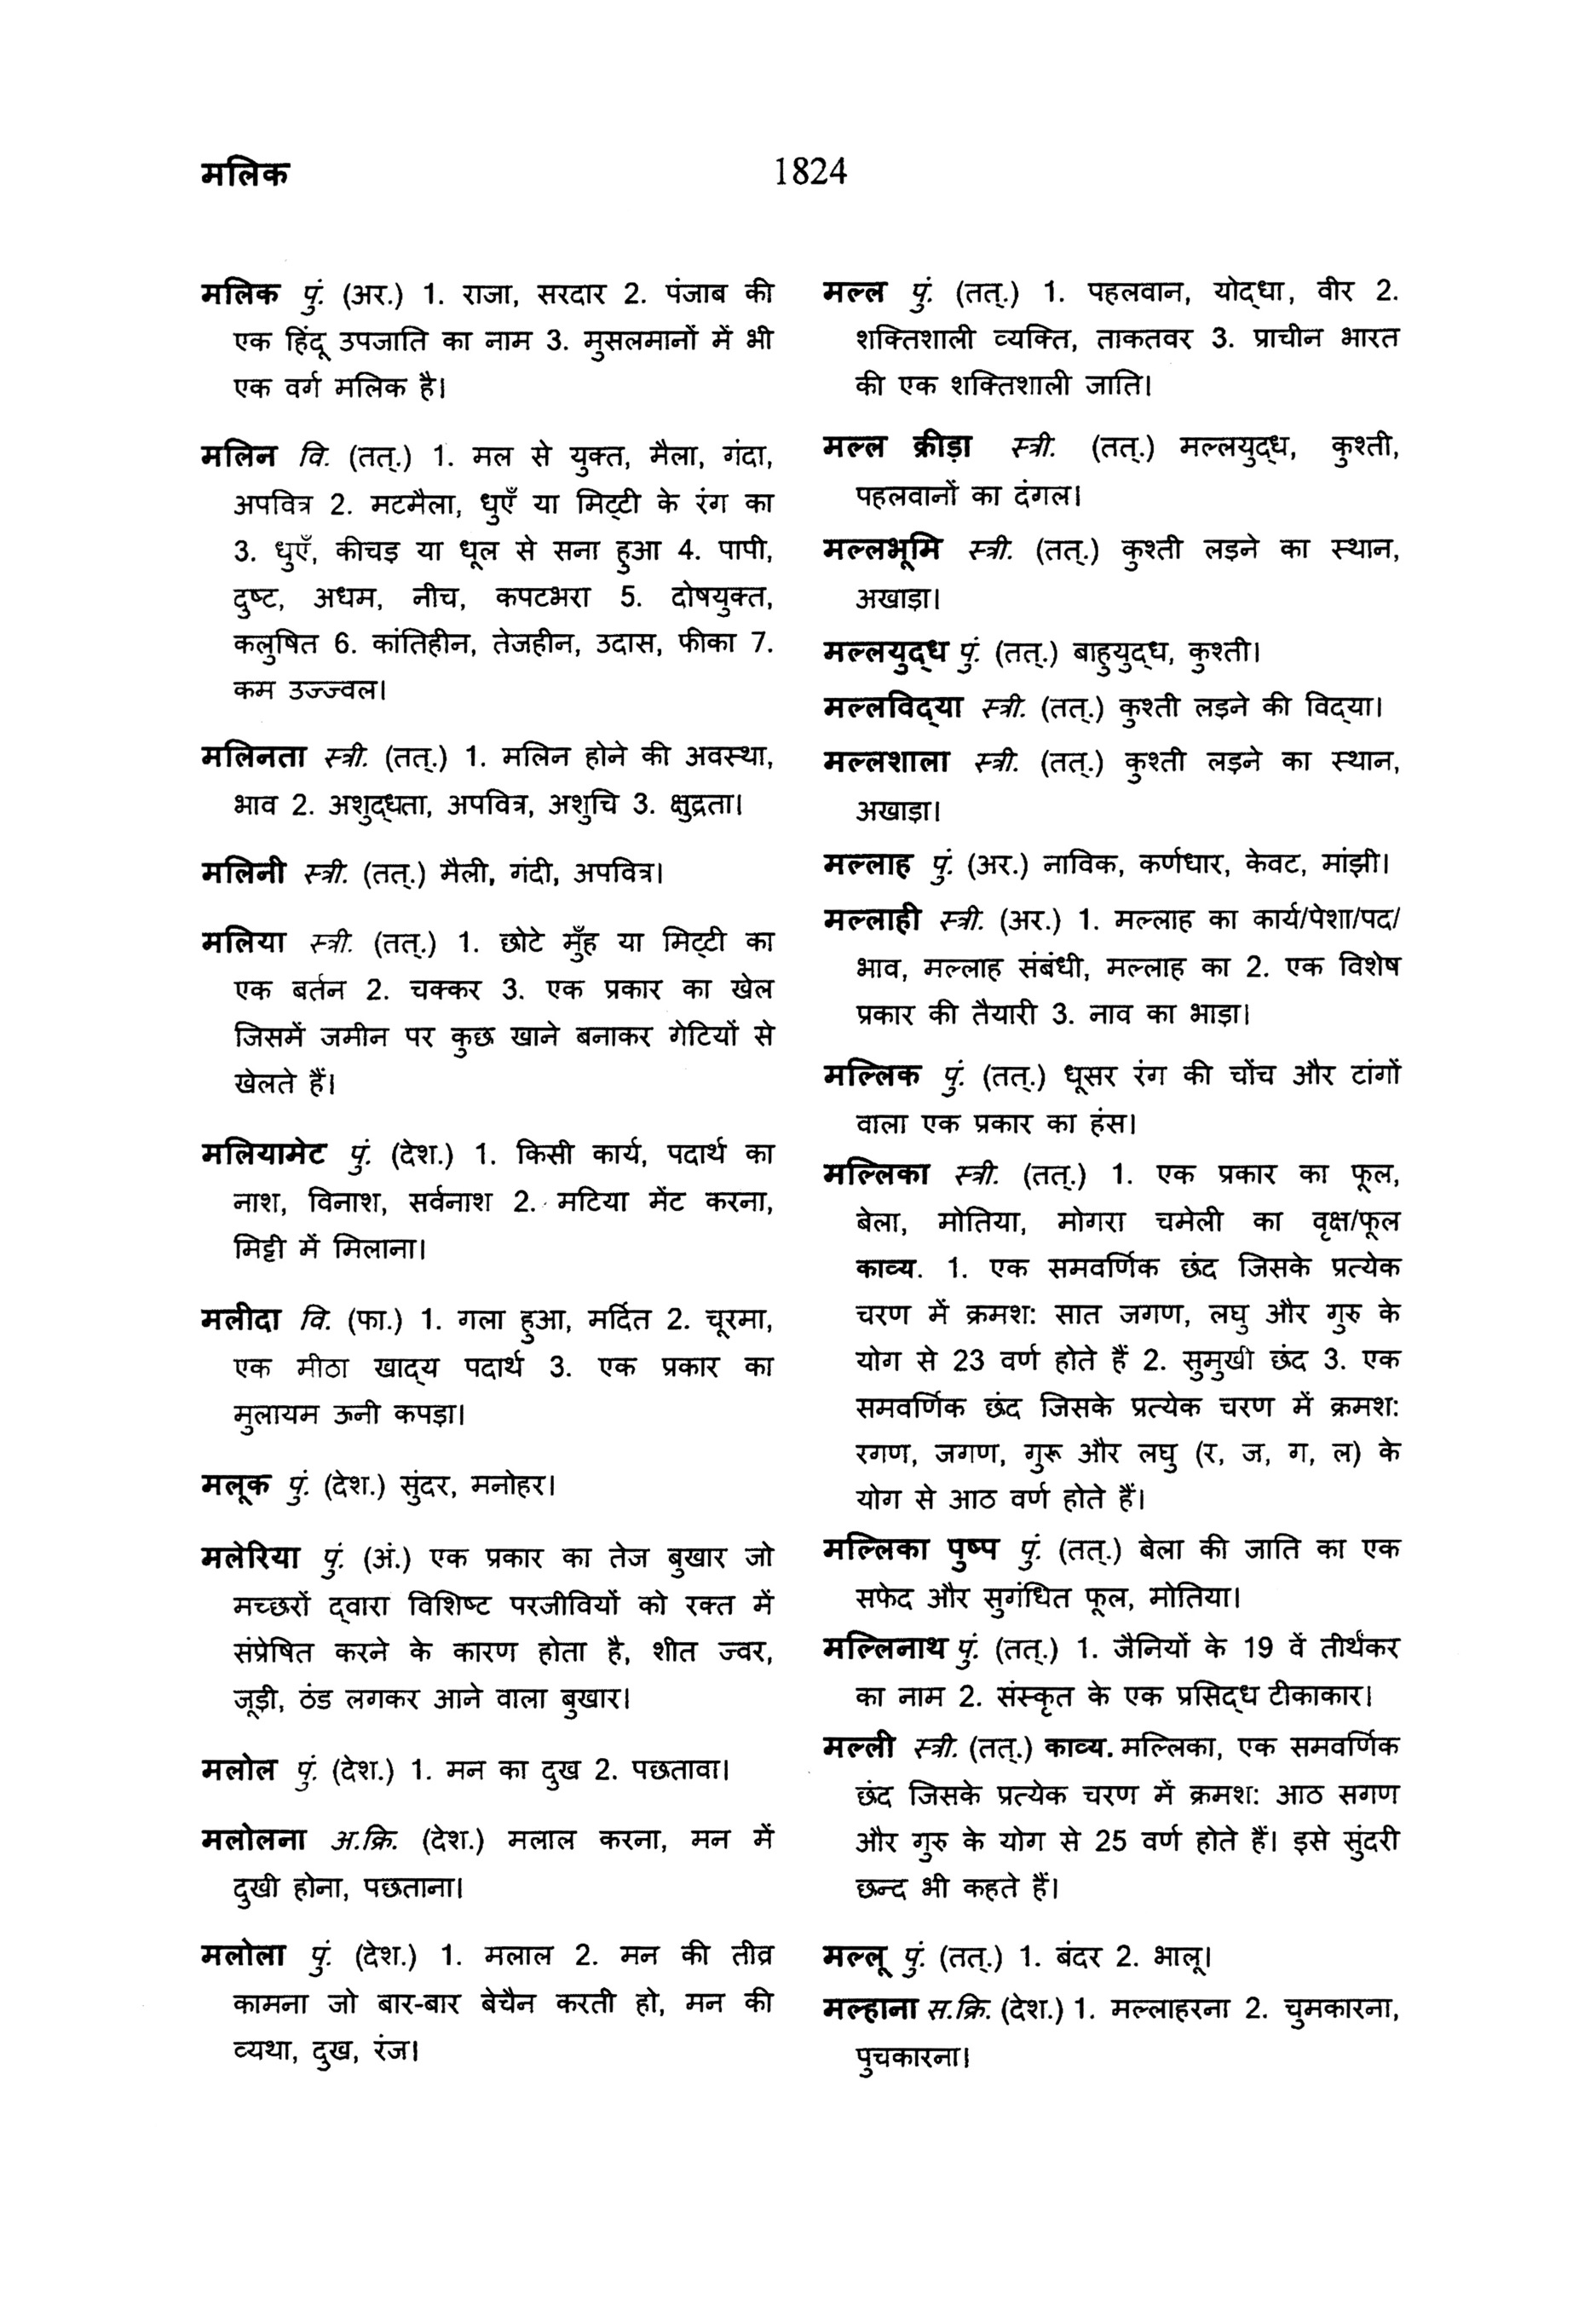 मलिक
1824
मलिक पुं. (अर.) 1. राजा, सरदार 2. पंजाब की
एक हिंदू उपजाति का नाम 3. मुसलमानों में भी
एक वर्ग मलिक है।
मलिन वि. (तत्.) 1. मल से युक्त, मैला, गंदा,
अपवित्र 2. मटमैला, धुएँ या मिट्‌टी के रंग का
3. धुएँ, कीचड़ या धूल से सना हुआ 4. पापी,
दुष्ट, अधम, नीच, कपटभरा 5. दोषयुक्त,
कलुषित 6. कांतिहीन, तेजहीन, उदास, फीका 7.
कम उज्ज्वल।
मलिनता स्त्री. (तत्.) 1. मलिन होने की अवस्था,
भाव 2. अशुद्‌धता, अपवित्र, अशुचि 3. क्षुद्रता।
मलिनी स्त्री. (तत्.) मैली, गंदी, अपवित्र।
मलिया स्त्री. (तत्.) 1. छोटे मुँह या मिट्‌टी का
एक बर्तन 2. चक्कर 3. एक प्रकार का खेल
जिसमें जमीन पर कुछ खाने बनाकर गेटियों से
खेलते हैं।
मलियामेट पुं. (देश.) 1. किसी कार्य, पदार्थ का
नाश, विनाश, सर्वनाश 2. मटिया मेंट करना,
मिट्टी में मिलाना।
मलीदा वि. (फा.) 1. गला हुआ, मर्दित 2. चूरमा,
एक मीठा खाद्‌य पदार्थ 3. एक प्रकार का
मुलायम ऊनी कपड़ा।
मलूक पुं. (देश.) सुंदर, मनोहर।
मलेरिया पुं. (अं.) एक प्रकार का तेज बुखार जो
मच्छरों द्‌वारा विशिष्ट परजीवियों को रक्त में
संप्रेषित करने के कारण होता है, शीत ज्वर,
जूड़ी, ठंड लगकर आने वाला बुखार।
मलोल पुं. (देश.) 1. मन का दुख 2. पछतावा।
मलोलना अ.क्रि. (देश.) मलाल करना, मन में
दुखी होना, पछताना।
मलोला पुं. (देश.) 1. मलाल 2. मन की तीव्र
कामना जो बार-बार बेचैन करती हो, मन की
व्यथा, दुख, रंज।
मल्ल पुं. (तत्.) 1. पहलवान, योद्‌धा, वीर 2.
शक्तिशाली व्यक्ति, ताकतवर 3. प्राचीन भारत
की एक शक्तिशाली जाति।
मल्ल क्रीड़ा स्त्री. (तत्.) मल्लयुद्‌ध, कुश्ती,
पहलवानों का दंगल।
मल्लभूमि स्त्री. (तत्.) कुश्ती लड़ने का स्थान,
अखाड़ा।
मल्लयुद्‌ध पुं. (तत्.) बाहुयुद्‌ध, कुश्ती।
मल्लविद्‌या स्त्री. (तत्.) कुश्ती लड़ने की विद्‌या।
मल्लशाला स्त्री. (तत्.) कुश्ती लड़ने का स्थान,
अखाड़ा।
मल्लाह पुं. (अर.) नाविक, कर्णधार, केवट, मांझी।
मल्लाही स्त्री. (अर.) 1. मल्लाह का कार्य/पेशा/पद/
भाव, मल्लाह संबंधी, मल्लाह का 2. एक विशेष
प्रकार की तैयारी 3. नाव का भाड़ा।
मल्लिक पुं. (तत्.) धूसर रंग की चोंच और टांगों
वाला एक प्रकार का हंस।
मल्लिका स्त्री. (तत्.) 1. एक प्रकार का फूल,
बेला, मोतिया, मोगरा चमेली का वृक्ष/फूल
काव्य. 1. एक समवर्णिक छंद जिसके प्रत्येक
चरण में क्रमश: सात जगण, लघु और गुरु के
योग से 23 वर्ण होते हैं 2. सुमुखी छंद 3. एक
समवर्णिक छंद जिसके प्रत्येक चरण में क्रमश:
रगण, जगण, गुरू और लघु (र, ज, ग, ल) के
योग से आठ वर्ण होते हैं।
मल्लिका पुष्प पुं. (तत्.) बेला की जाति का एक
सफेद और सुगंधित फूल, मोतिया।
मल्लिनाथ पुं. (तत्.) 1. जैनियों के 19 वें तीर्थंकर
का नाम 2. संस्कृत के एक प्रसिद्‌ध टीकाकार।
मल्ली स्त्री. (तत्.) काव्य. मल्लिका, एक समवर्णिक
छंद जिसके प्रत्येक चरण में क्रमश: आठ सगण
और गुरु के योग से 25 वर्ण होते हैं। इसे सुंदरी
छन्द भी कहते हैं।
मल्लू पुं. (तत्.) 1. बंदर 2. भालू।
मल्हाना स.क्रि. (देश.) 1. मल्लाहरना 2. चुमकारना,
पुचकारना।